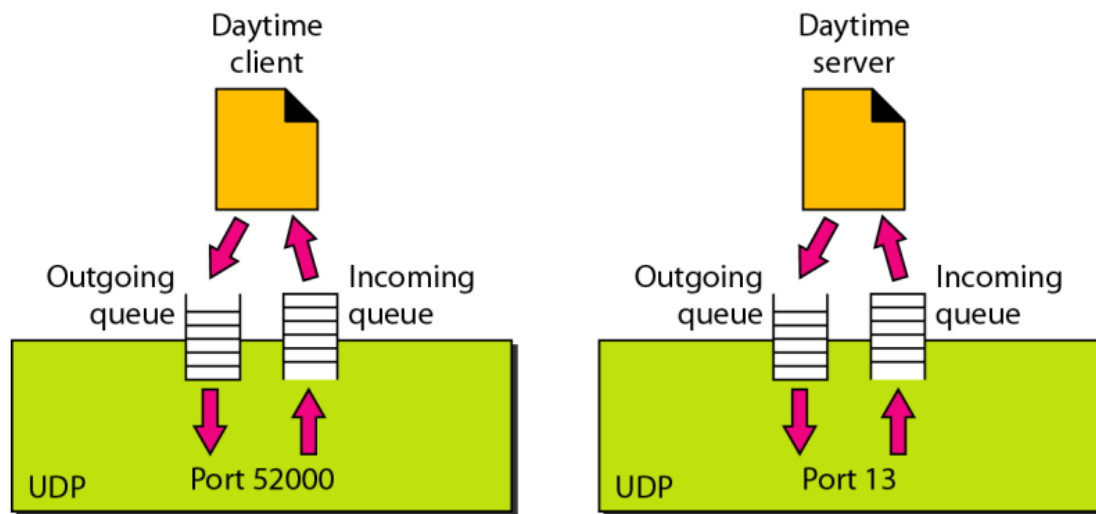 Daytime
client
Outgoing
queue
Incoming
queue
UDP
Port 52000
Daytime
server
Outgoing
queue
Incoming
queue
UDP
Port 13